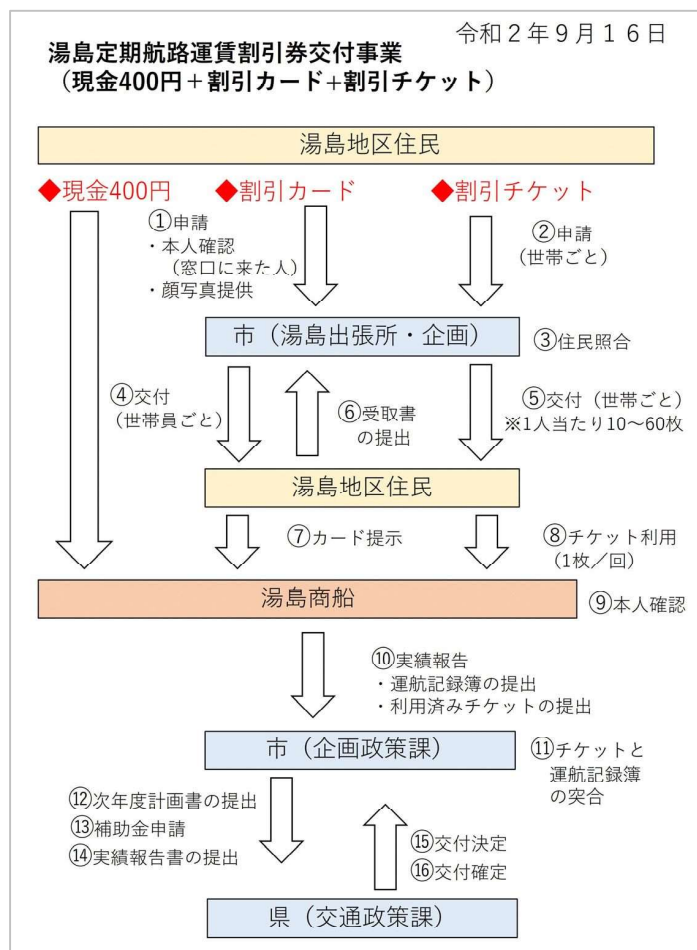 令和２年９月１６日
湯島定期航路運賃割引券交付事業
（現金400円＋割引カード+割引チケット）
湯島地区住民
◆現金400円
◆割引カード
◆割引チケット
①申請
・本人確認
（窓口に来た人）
・顔写真提供
②申請
（世帯ごと）
市（湯島出張所・企画）
③住民照合
④交付
（世帯員ごと）
⑥受取書
の提出
⑤交付（世帯ごと）
※1人当たり10～60枚
湯島地区住民
⑦カード提示
⑧チケット利用
（1枚／回）
湯島商船
⑨本人確認
⑩実績報告
・運航記録簿の提出
・利用済みチケットの提出
市（企画政策課）
⑪チケットと
運航記録簿
の突合
⑫次年度計画書の提出
⑬補助金申請
⑭実績報告書の提出
⑮交付決定
⑯交付確定
県（交通政策課）